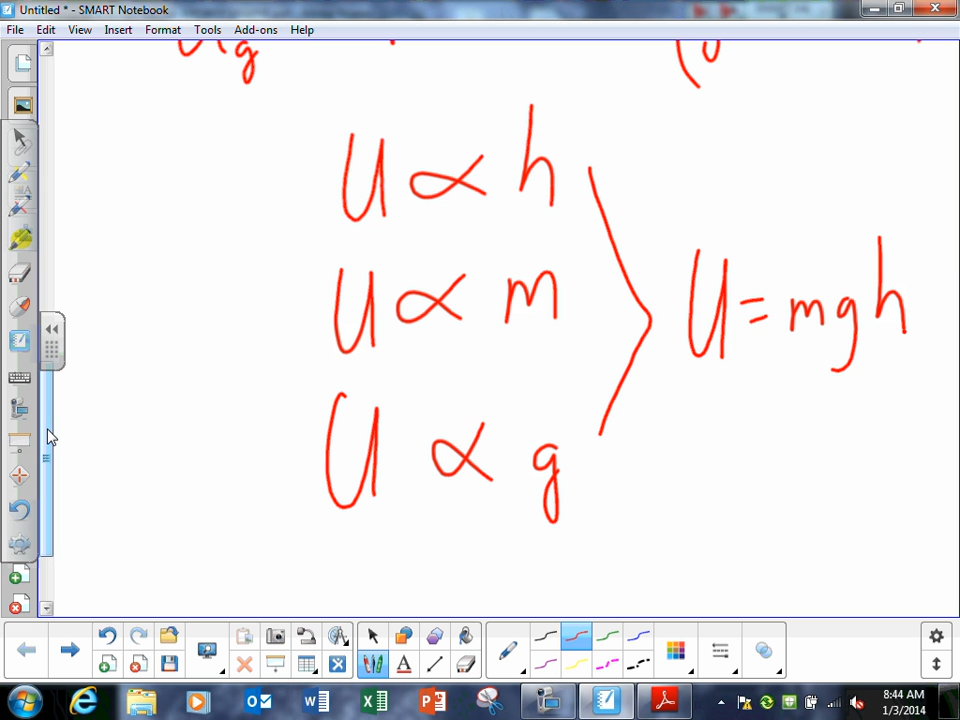 Untitled * - SMART Notebook
File Edit View Insert Format Tools Add-ons Help
U ∝ h
U ∝ m
U = mgh
U ∝ g
8:44 AM
1/3/2014